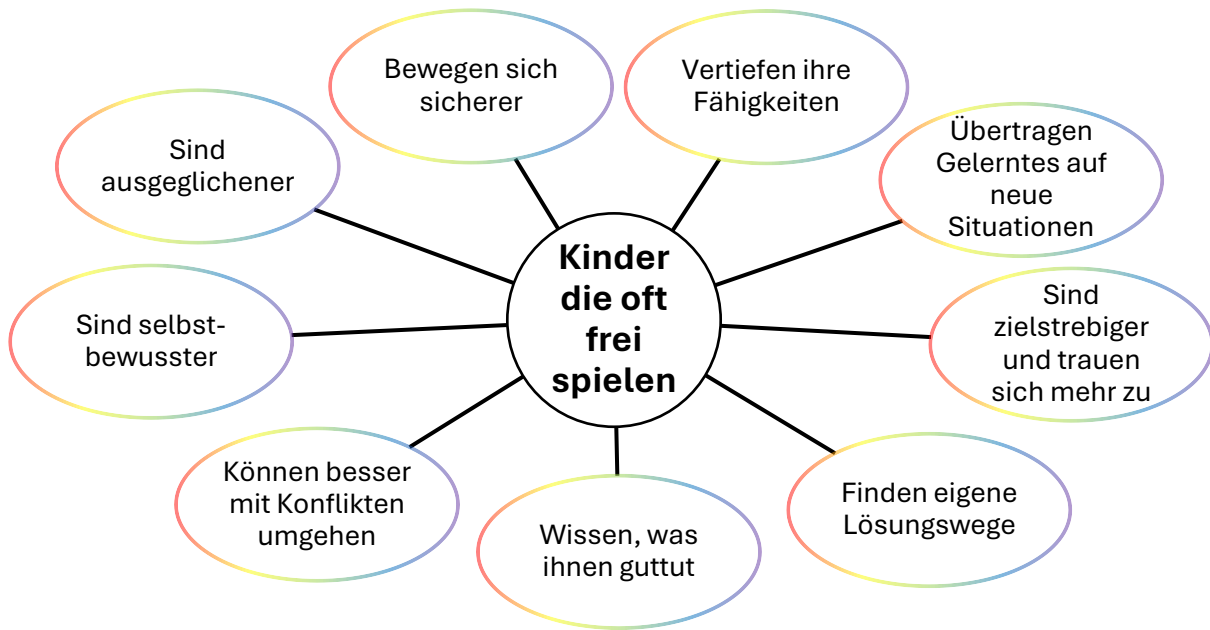 Bewegen sich
sicherer
Vertiefen ihre
Fähigkeiten
Übertragen
Gelerntes auf
neue
Situationen
Sind
zielstrebiger
und trauen
sich mehr zu
Finden eigene
Lösungswege
Wissen, was
ihnen guttut
Können besser
mit Konflikten
umgehen
Sind selbst-
bewusster
Sind
ausgeglichener
Kinder
die oft
frei
spielen